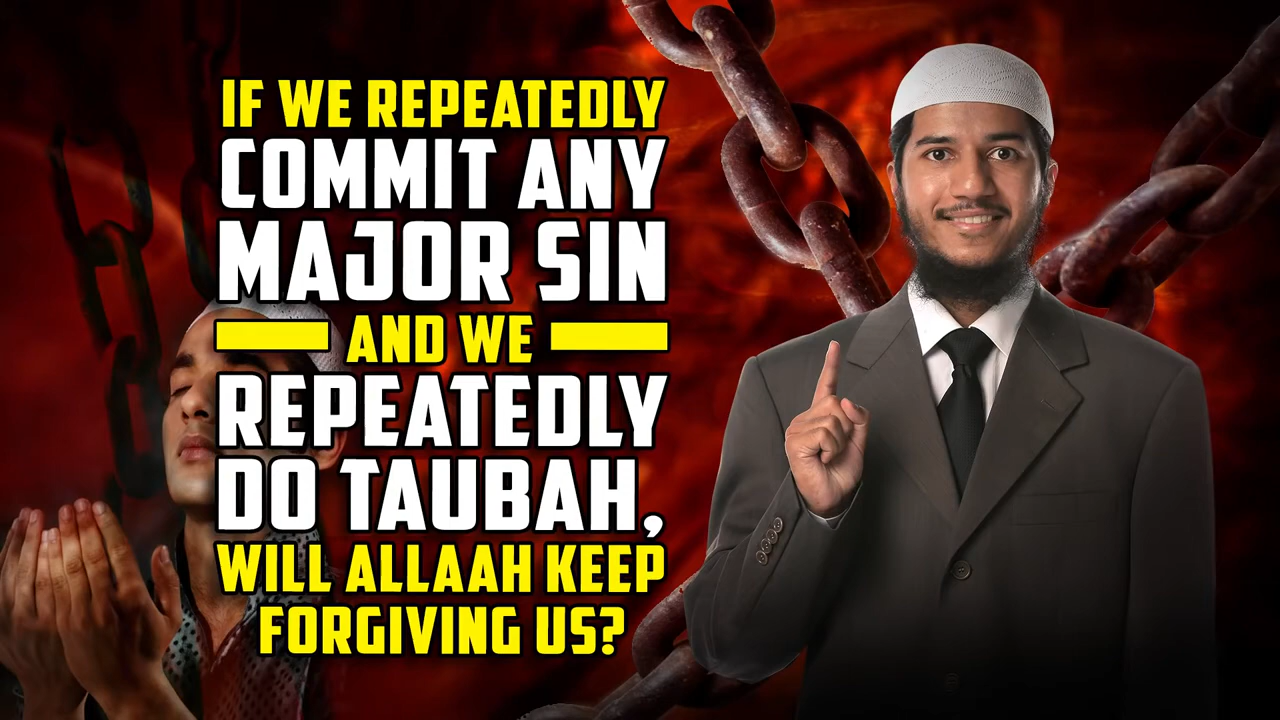 IF WE REPEATEDLY
COMMIT ANY
MAJOR SIN
AND WE
REPEATEDLY
DO TAUBAH,
WILL ALLAAH KEEP
FORGIVING US?